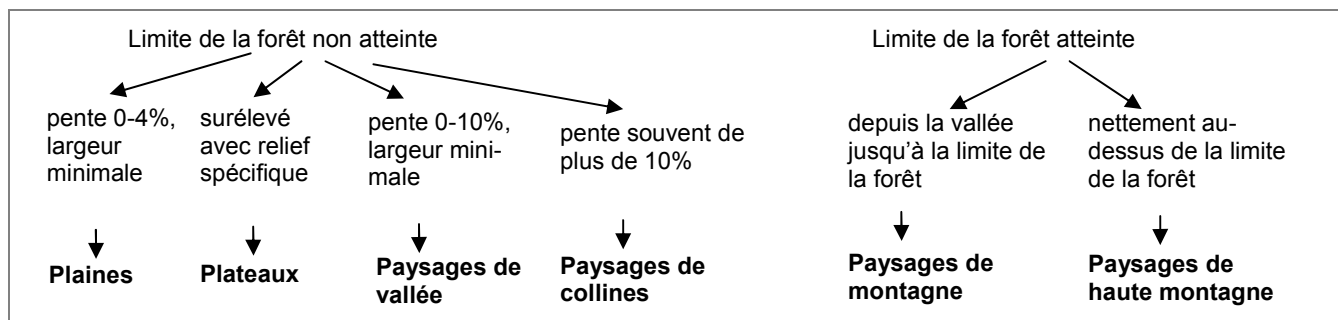 Limite de la forêt non atteinte
pente 0-4%,
largeur
minimale
Plaines
surélevé
avec relief
spécifique
Plateaux
pente 0-10%,
largeur mini-
male
Paysages de
vallée
pente souvent de
plus de 10%
Paysages de
collines
Limite de la forêt atteinte
depuis la vallée
jusqu'à la limite de
la forêt
Paysages de
montagne
nettement au-
dessus de la limite
de la forêt
Paysages de
haute montagne